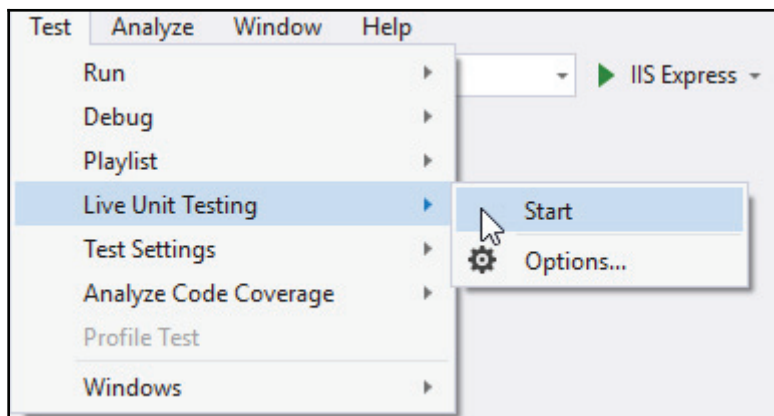 Test Analyze Window Help
Run
IIS Express
Debug
Playlist
Live Unit Testing
Start
Test Settings
Options...
Analyze Code Coverage
Profile Test
Windows